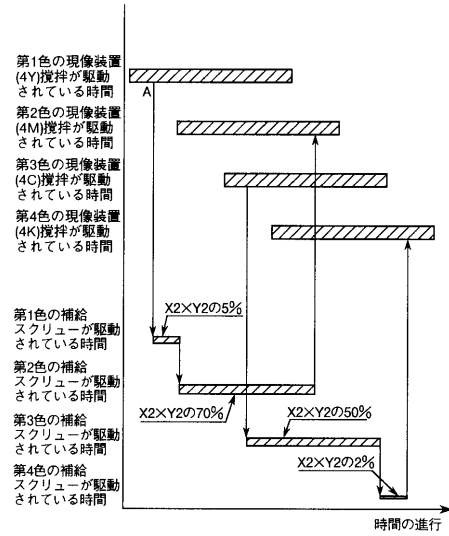 第1色の現像装置
(4Y)撹拌が駆動
されている時間
A
第2色の現像装置
(4M)撹拌が駆動
されている時間
第3色の現像装置
(4C)撹拌が駆動
されている時間
第4色の現像装置
(4K)撹拌が駆動
されている時間
X2×Y2の5%
第1色の補給
スクリューが駆動
されている時間
第2色の補給
スクリューが駆動
されている時間
X2×Y2の70%
第3色の補給
スクリューが駆動
されている時間
X2×Y2の50%
X2×Y2の2%
第4色の補給
スクリューが駆動
されている時間
時間の進行